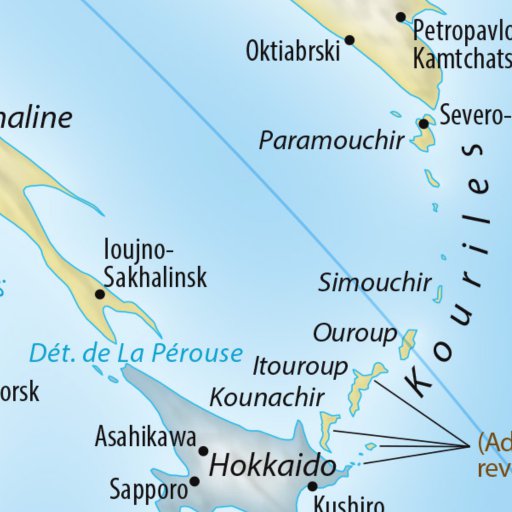 Petropavlo
Kamtchats
Oktiabrski
haline
Severo-
Paramouchir
Kouriles
Ioujno-
Sakhalinsk
Simouchir
Ouroup
Dét. de La Pérouse
Itouroup
Kounachir
orsk
Asahikawa
(Ad
rev
Hokkaido
Sapporo
Kushiro